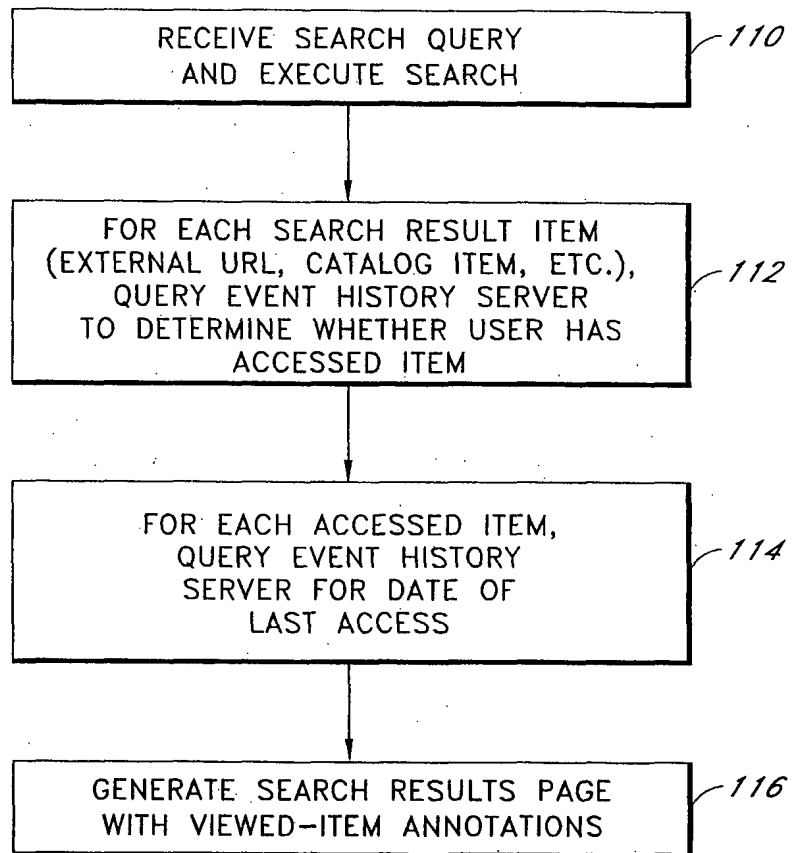 RECEIVE SEARCH QUERY
AND EXECUTE SEARCH
110
FOR EACH SEARCH RESULT ITEM
(EXTERNAL URL, CATALOG ITEM, ETC.),
QUERY EVENT HISTORY SERVER
TO DETERMINE WHETHER USER HAS
ACCESSED ITEM
112
FOR EACH ACCESSED ITEM,
QUERY EVENT HISTORY
SERVER FOR DATE OF
LAST ACCESS
114
GENERATE SEARCH RESULTS PAGE
WITH VIEWED-ITEM ANNOTATIONS
116